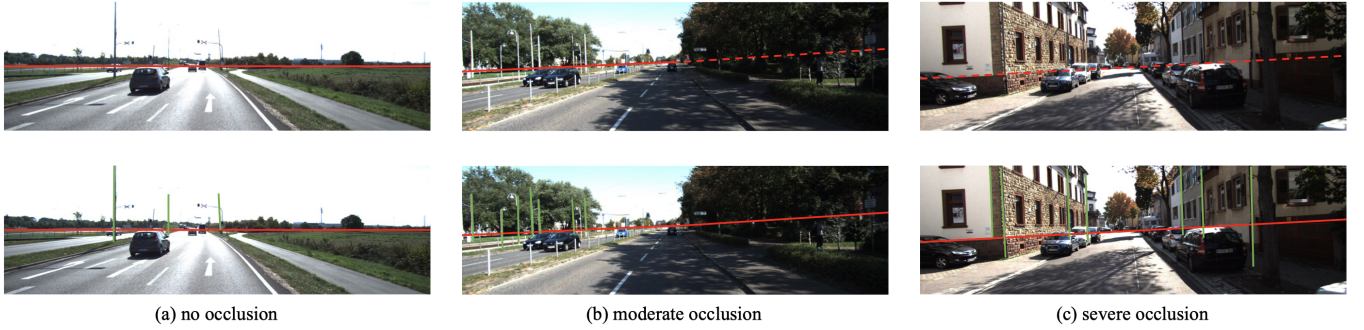 (a) no occlusion
(b) moderate occlusion
(c) severe occlusion